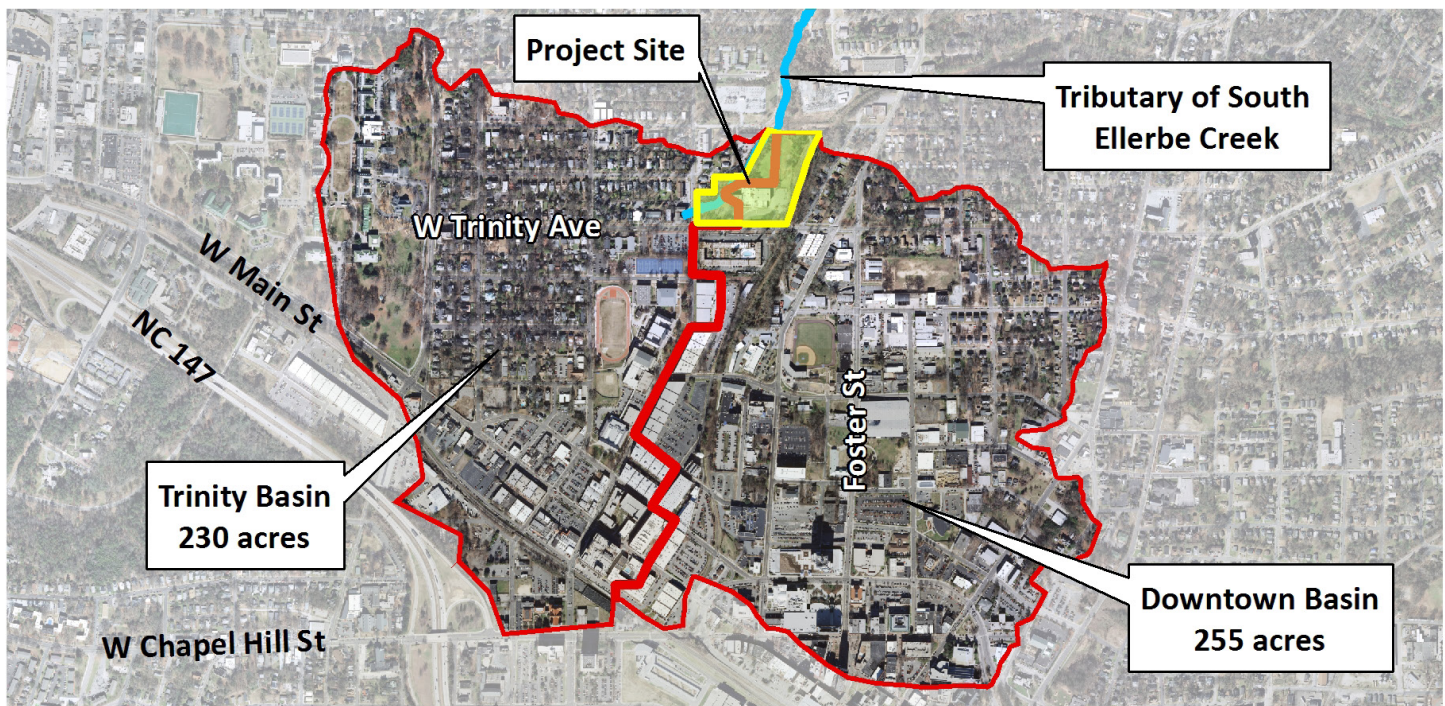 Project Site
Tributary of South
Ellerbe Creek
W Trinity Ave
W Main St
NC 147
Foster St
Trinity Basin
230 acres
Downtown Basin
255 acres
W Chapel Hill St